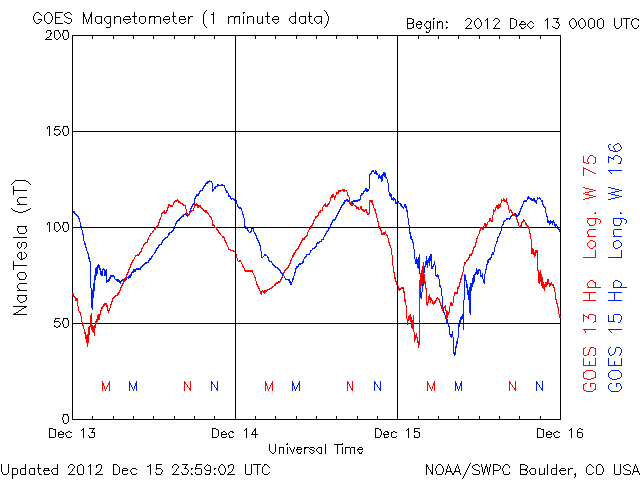 GOES Magnetometer (1 minute data)
Begin: 2012 Dec 13 0000 UTC
200
150
100
50
0
NanoTesla (nT)
M M N N M M N N M M N N
Dec 13 Dec 14 Dec 15 Dec 16
Universal Time
GOES 13 Hp Long. W 75
GOES 15 Hp Long. W 136
Updated 2012 Dec 15 23:59:02 UTC
NOAA/SWPC Boulder, CO USA